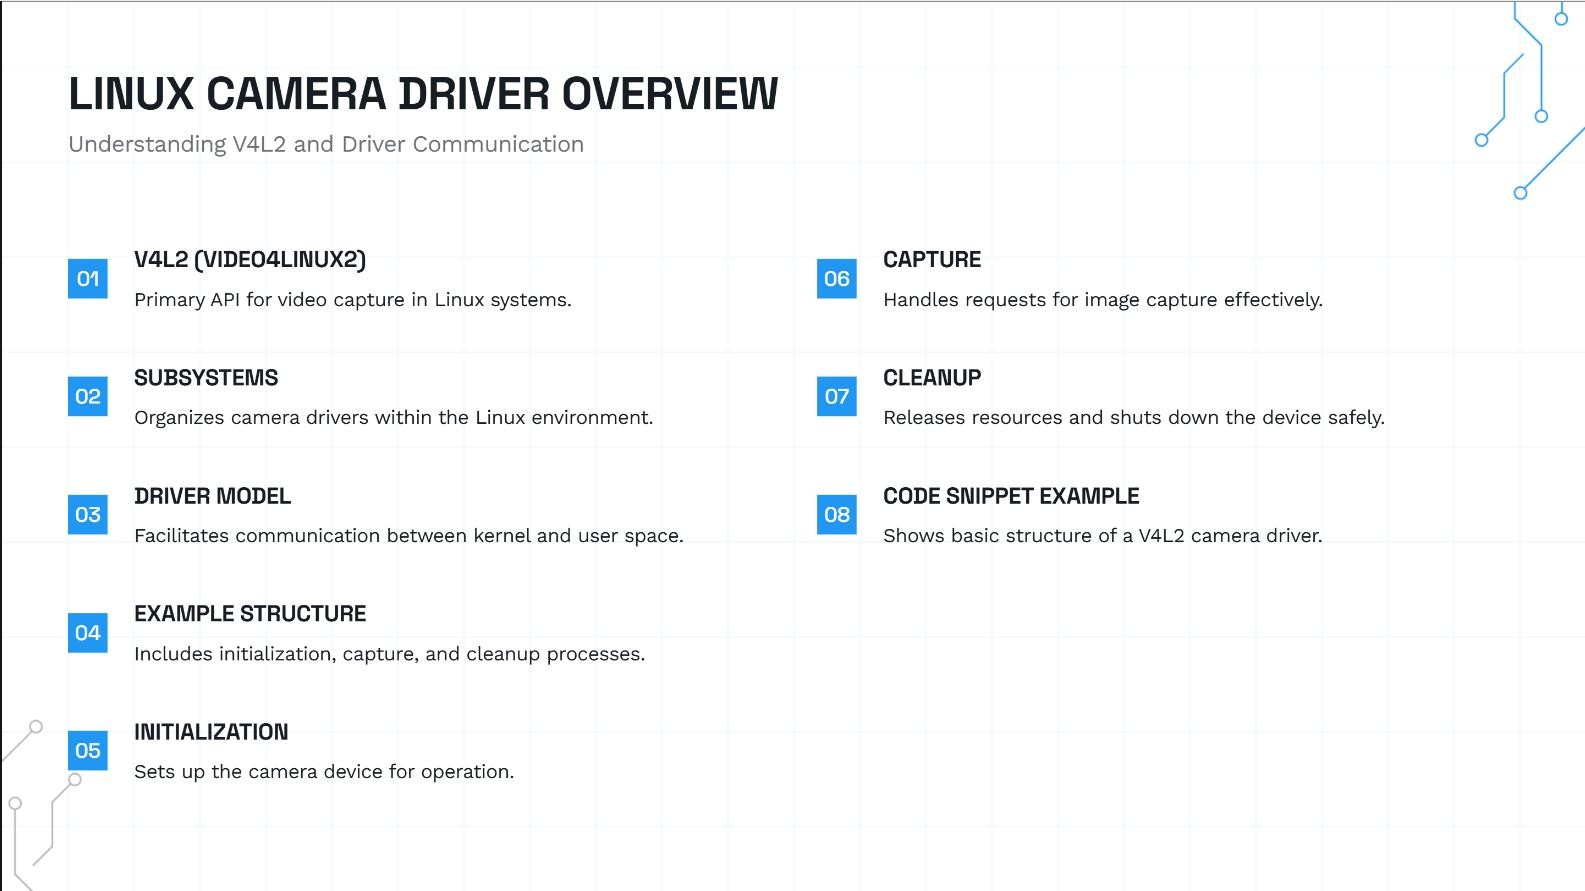 LINUX CAMERA DRIVER OVERVIEW
Understanding V4L2 and Driver Communication
01
V4L2 (VIDEO4LINUX2)
Primary API for video capture in Linux systems.
02
SUBSYSTEMS
Organizes camera drivers within the Linux environment.
03
DRIVER MODEL
Facilitates communication between kernel and user space.
04
EXAMPLE STRUCTURE
Includes initialization, capture, and cleanup processes.
05
INITIALIZATION
Sets up the camera device for operation.
06
CAPTURE
Handles requests for image capture effectively.
07
CLEANUP
Releases resources and shuts down the device safely.
08
CODE SNIPPET EXAMPLE
Shows basic structure of a V4L2 camera driver.